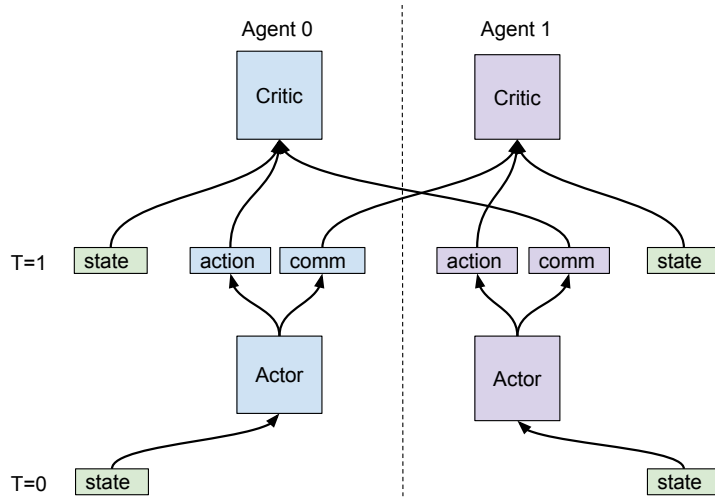 Agent 0
Agent 1
Critic
Critic
T=1
state
action
comm
action
comm
state
Actor
Actor
T=0
state
state